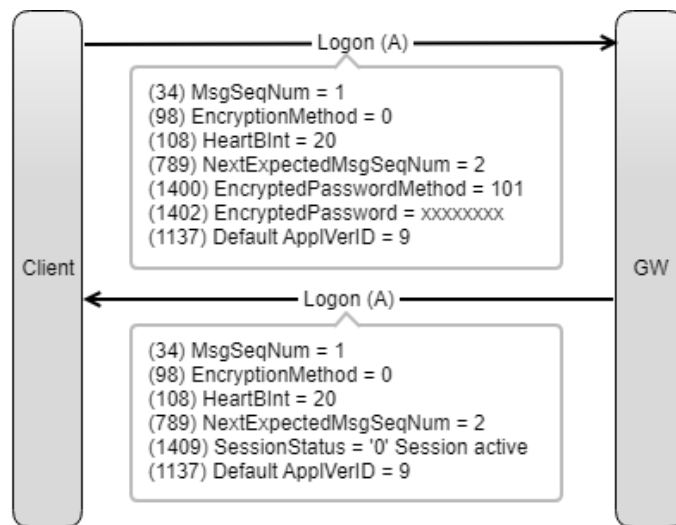 Logon (A)
(34) MsgSeqNum = 1
(98) EncryptionMethod = 0
(108) HeartBInt = 20
(789) NextExpectedMsgSeqNum = 2
(1400) EncryptedPasswordMethod = 101
(1402) EncryptedPassword = xxxxxxxx
(1137) Default ApplVerID = 9
Client
GW
Logon (A)
(34) MsgSeqNum = 1
(98) EncryptionMethod = 0
(108) HeartBInt = 20
(789) NextExpectedMsgSeqNum = 2
(1409) SessionStatus = '0' Session active
(1137) Default ApplVerID = 9